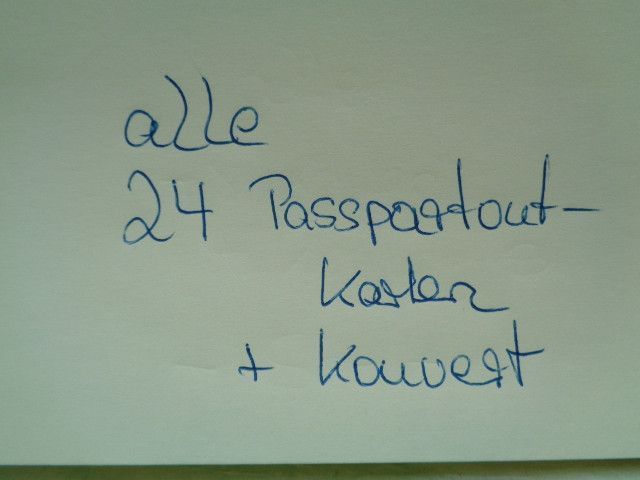 alle
24 Passpartout-
Karten
+ Kouvert